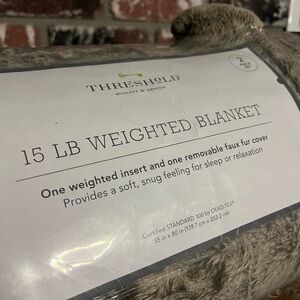 THRESHOLD
QUALITY & DESIGN
2
15 LB WEIGHTED BLANKET
One weighted insert and one removable faux fur cover
Provides a soft, snug feeling for sleep or relaxation
Certified STANDARD 100 by OEKO-TEX®
55 in x 80 in (139.7 cm x 203.2 cm)